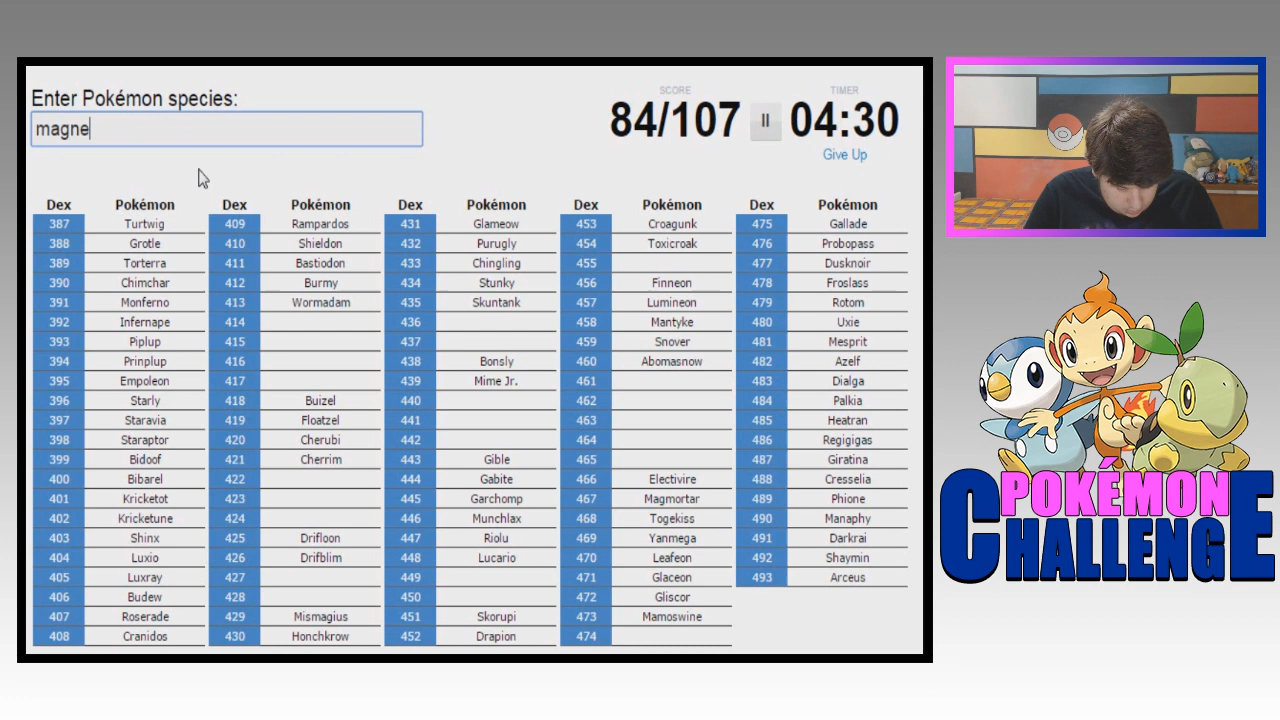 Enter Pokémon species:
magne
SCORE
84/107
TIMER
04:30
Give Up
Dex Pokémon Dex Pokémon Dex Pokémon Dex Pokémon Dex Pokémon
387 Turtwig 409 Rampardos 431 Glameow 453 Croagunk 475 Gallade
388 Grotle 410 Shieldon 432 Purugly 454 Toxicroak 476 Probopass
389 Torterra 411 Bastiodon 433 Chingling 455 477 Dusknoir
390 Chimchar 412 Burmy 434 Stunky 456 Finneon 478 Froslass
391 Monferno 413 Wormadam 435 Skuntank 457 Lumineon 479 Rotom
392 Infernape 414 436 458 Mantyke 480 Uxie
393 Piplup 415 437 459 Snover 481 Mesprit
394 Prinplup 416 438 Bonsly 460 Abomasnow 482 Azelf
395 Empoleon 417 439 Mime Jr. 461 483 Dialga
396 Starly 418 Buizel 440 462 484 Palkia
397 Staravia 419 Floatzel 441 463 485 Heatran
398 Staraptor 420 Cherubi 442 464 486 Regigigas
399 Bidoof 421 Cherrim 443 Gible 465 487 Giratina
400 Bibarel 422 444 Gabite 466 Electivire 488 Cresselia
401 Kricketot 423 445 Garchomp 467 Magmortar 489 Phione
402 Kricketune 424 446 Munchlax 468 Togekiss 490 Manaphy
403 Shinx 425 Drifloon 447 Riolu 469 Yanmega 491 Darkrai
404 Luxio 426 Drifblim 448 Lucario 470 Leafeon 492 Shaymin
405 Luxray 427 449 471 Glaceon 493 Arceus
406 Budew 428 450 472 Gliscor
407 Roserade 429 Mismagius 451 Skorupi 473 Mamoswine
408 Cranidos 430 Honchkrow 452 Drapion 474
POKÉMON
CHALLENGE